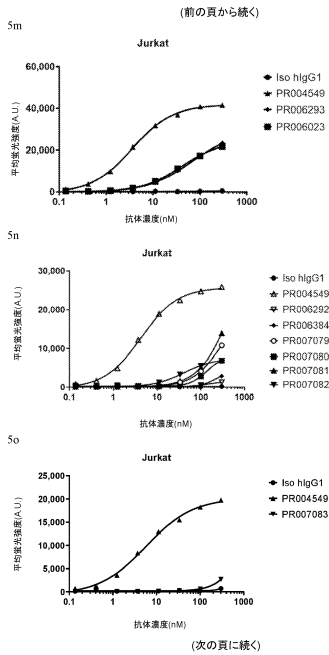 (前の頁から続く)
5m
Jurkat
平均蛍光強度(A.U.)
60,000
40,000
20,000
0
0.1 1 10 100 1000
抗体濃度(nM)
Iso hIgG1
PR004549
PR006293
PR006023
5n
Jurkat
平均蛍光強度(A.U.)
30,000
20,000
10,000
0
0.1 1 10 100 1000
抗体濃度(nM)
Iso hIgG1
PR004549
PR006292
PR006384
PR007079
PR007080
PR007081
PR007082
5o
Jurkat
平均蛍光強度(A.U.)
25,000
20,000
15,000
10,000
5,000
0
0.1 1 10 100 1000
抗体濃度(nM)
Iso hIgG1
PR004549
PR007083
(次の頁に続く)